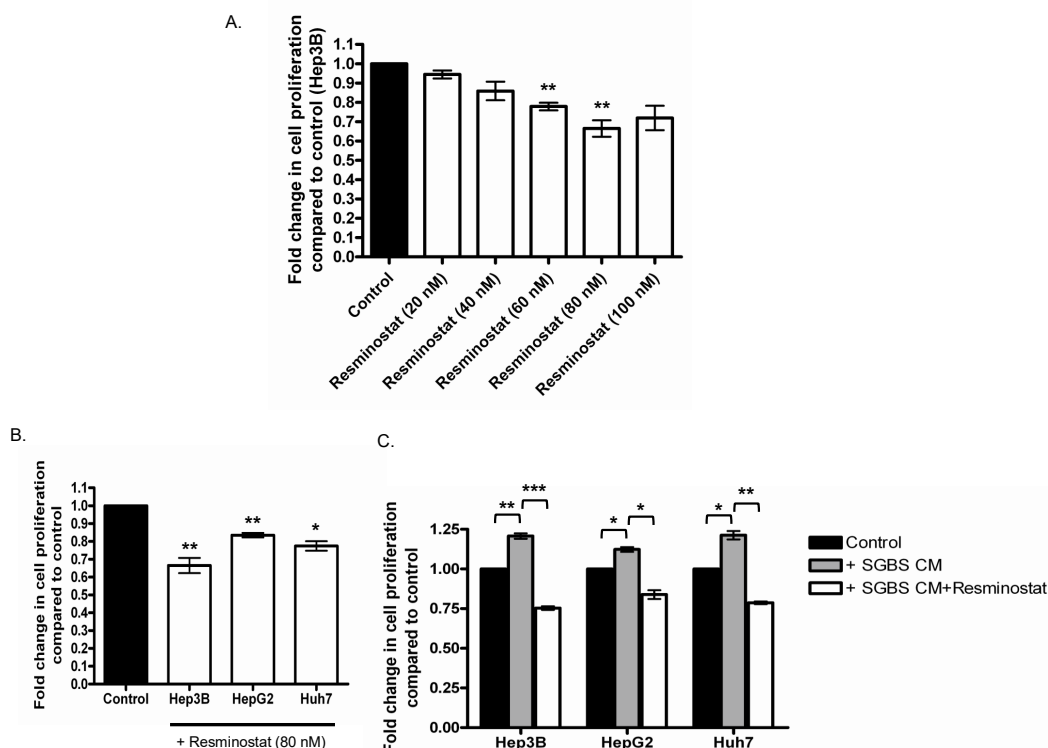 A.
Fold change in cell proliferation
compared to control (Hep3B)
1.1
1.0
0.9
0.8
0.7
0.6
0.5
0.4
0.3
0.2
0.1
0.0
**
**
Control
Resminostat (20 nM)
Resminostat (40 nM)
Resminostat (60 nM)
Resminostat (80 nM)
Resminostat (100 nM)
B.
Fold change in cell proliferation
compared to control
1.1
1.0
0.9
0.8
0.7
0.6
0.5
0.4
0.3
0.2
0.1
0.0
**
**
*
Control
Hep3B
HepG2
Huh7
+ Resminostat (80 nM)
C.
Fold change in cell proliferation
compared to control
1.25
1.00
0.75
0.50
0.25
0.00
** ***
* *
* **
Hep3B
HepG2
Huh7
Control
+ SGBS CM
+ SGBS CM+Resminostat